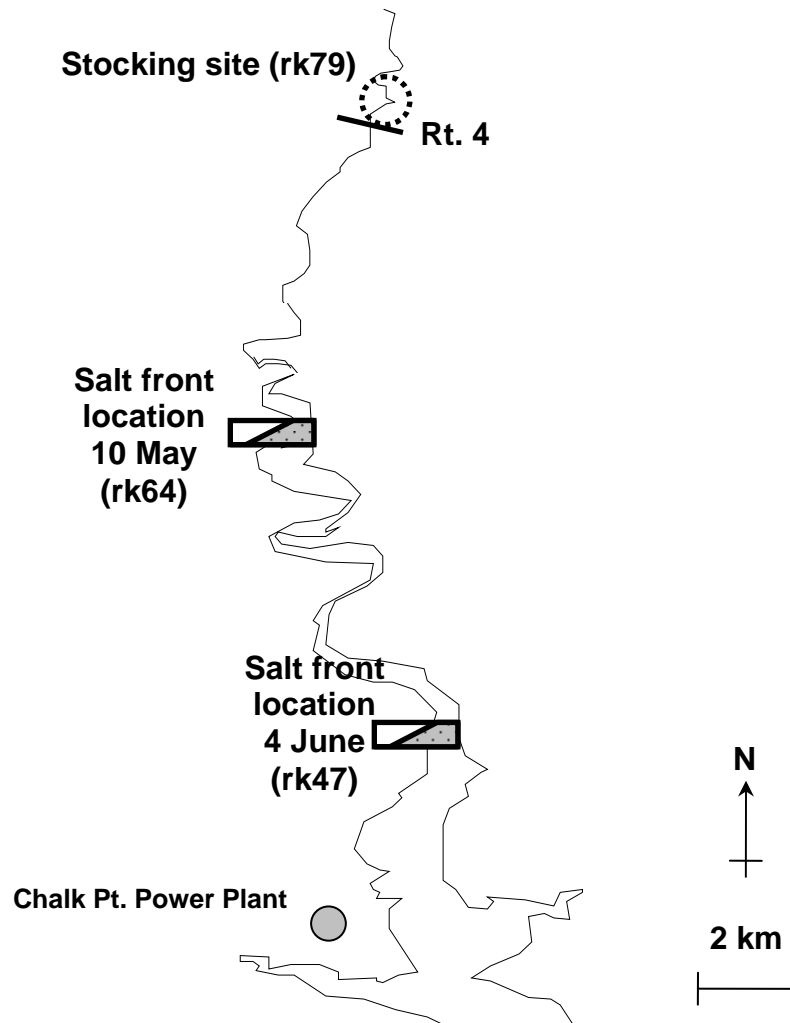 Stocking site (rk79)
Rt. 4
Salt front
location
10 May
(rk64)
Salt front
location
4 June
(rk47)
N
Chalk Pt. Power Plant
2 km